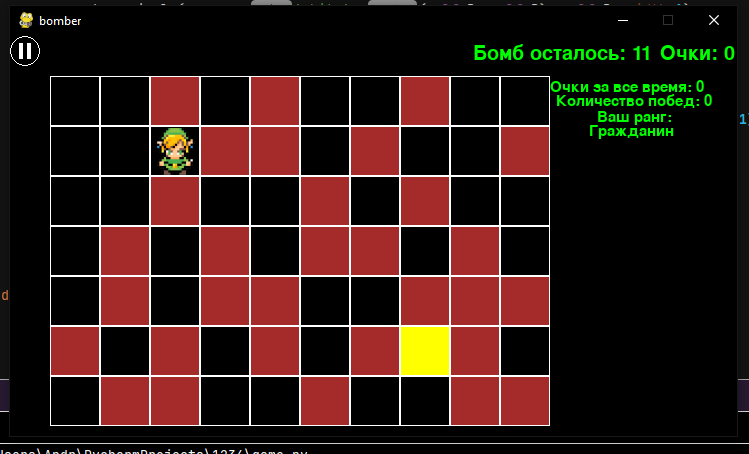 bomber
Бомб осталось: 11 Очки: 0
Очки за все время: 0
Количество побед: 0
Ваш ранг:
Гражданин